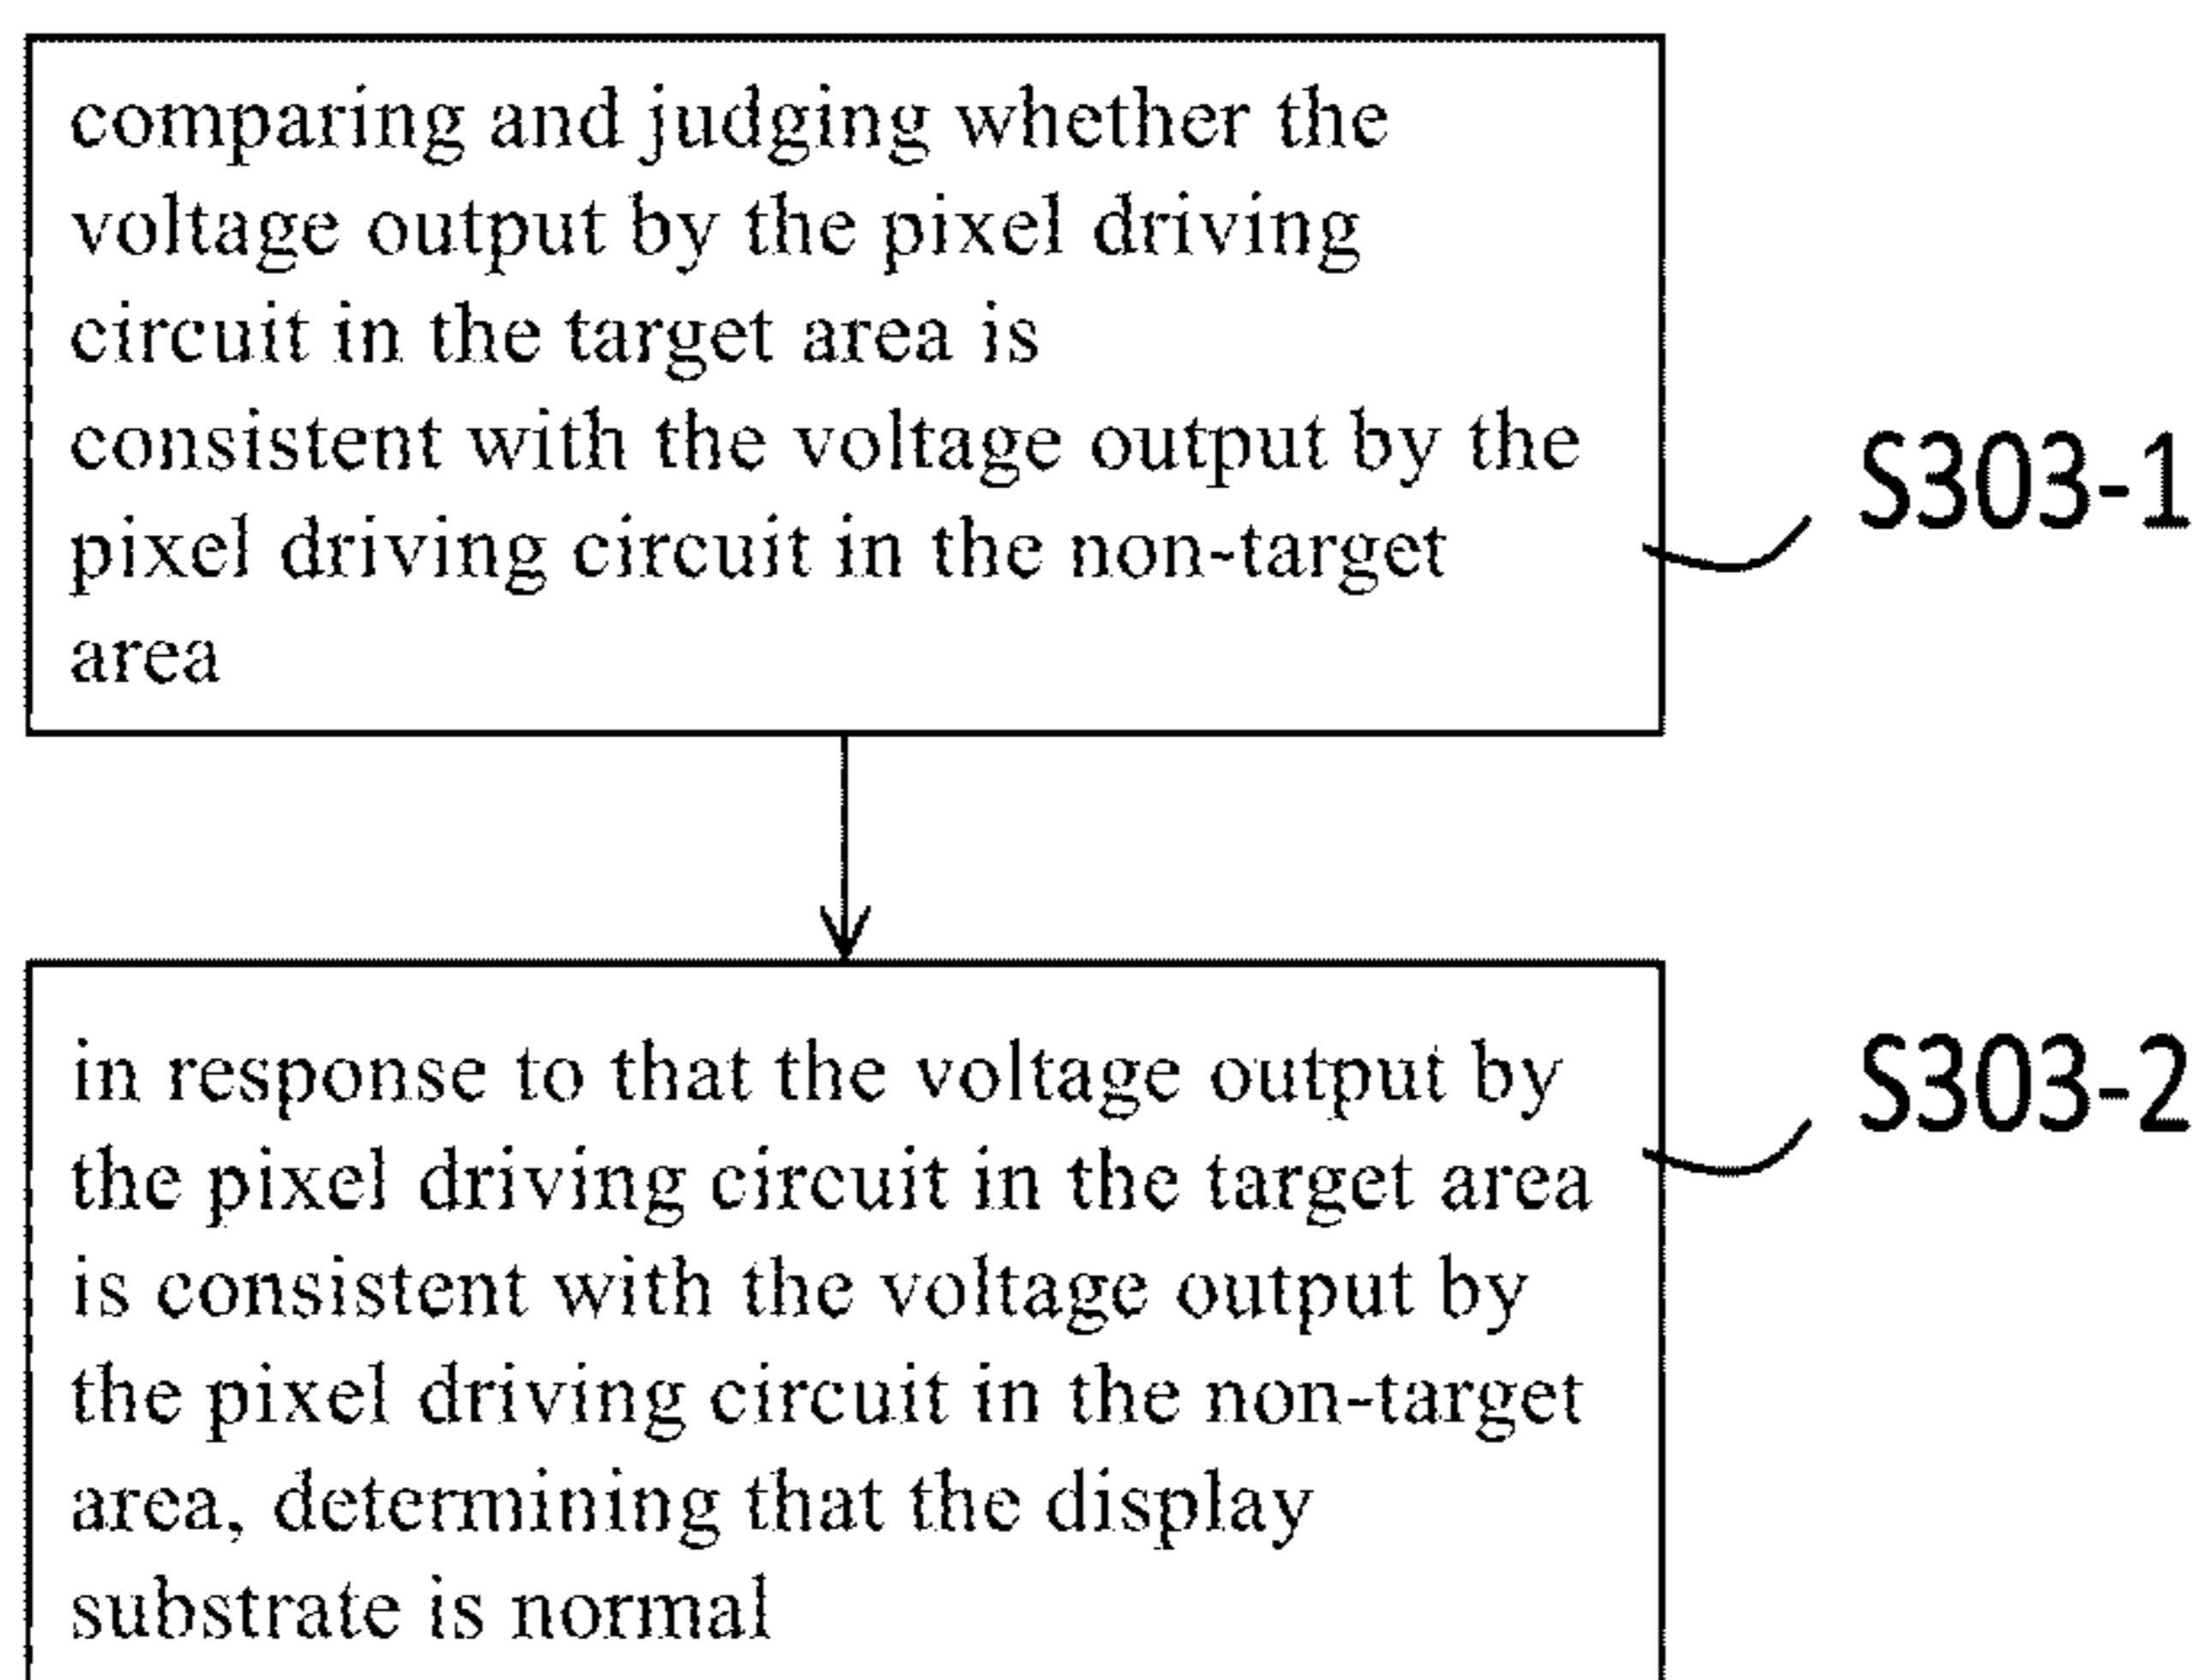 comparing and judging whether the
voltage output by the pixel driving
circuit in the target area is
consistent with the voltage output by the
pixel driving circuit in the non-target
area
S303-1
in response to that the voltage output by
the pixel driving circuit in the target area
is consistent with the voltage output by
the pixel driving circuit in the non-target
area, determining that the display
substrate is normal
S303-2